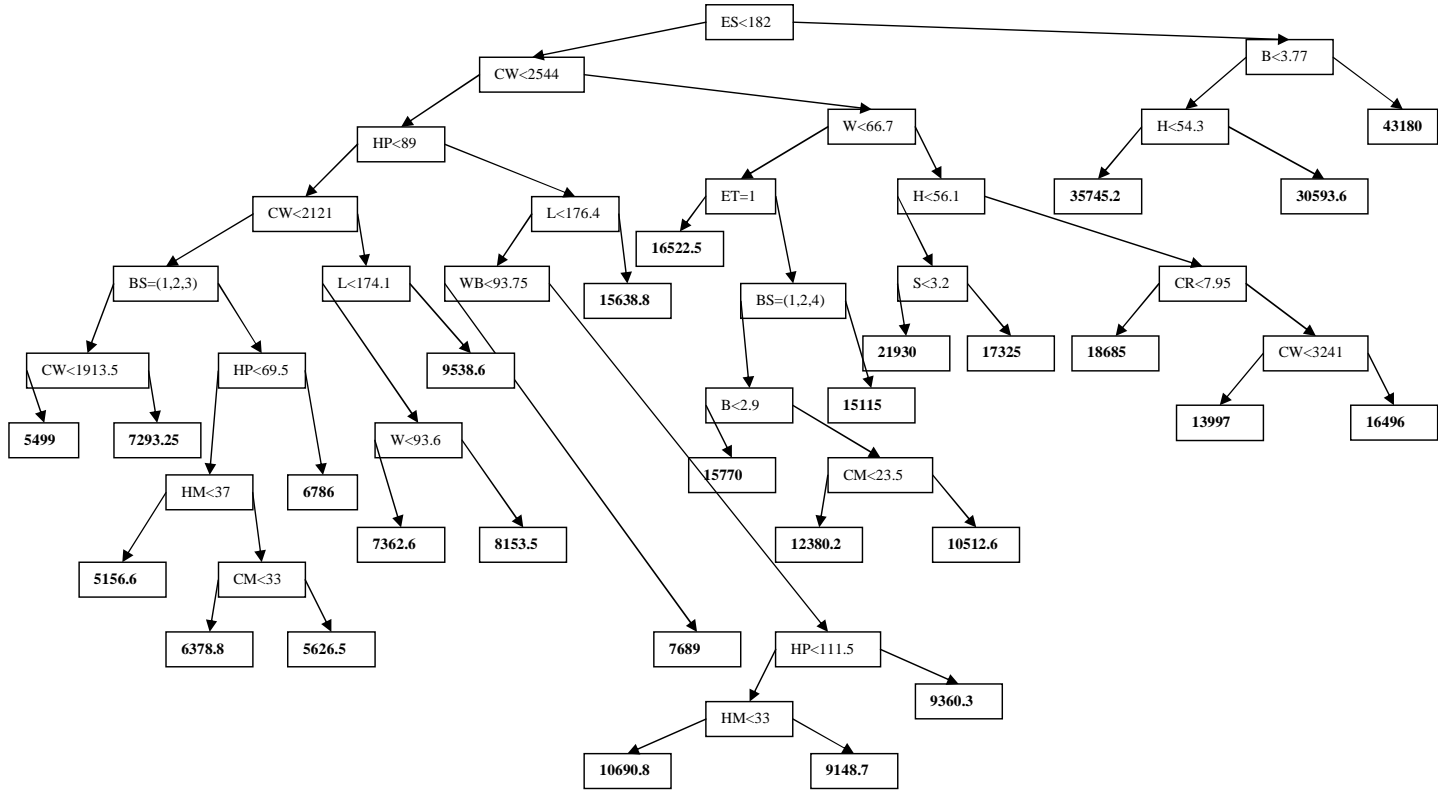 ES<182
B<3.77
CW<2544
HP<89
W<66.7
H<54.3
43180
CW<2121
L<176.4
ET=1
H<56.1
35745.2
30593.6
16522.5
BS=(1,2,3)
L<174.1
WB<93.75
15638.8
BS=(1,2,4)
S<3.2
CR<7.95
CW<1913.5
HP<69.5
9538.6
21930
17325
18685
CW<3241
5499
7293.25
W<93.6
B<2.9
15115
13997
16496
HM<37
6786
15770
CM<23.5
7362.6
8153.5
12380.2
10512.6
5156.6
CM<33
6378.8
5626.5
7689
HP<111.5
9360.3
HM<33
10690.8
9148.7